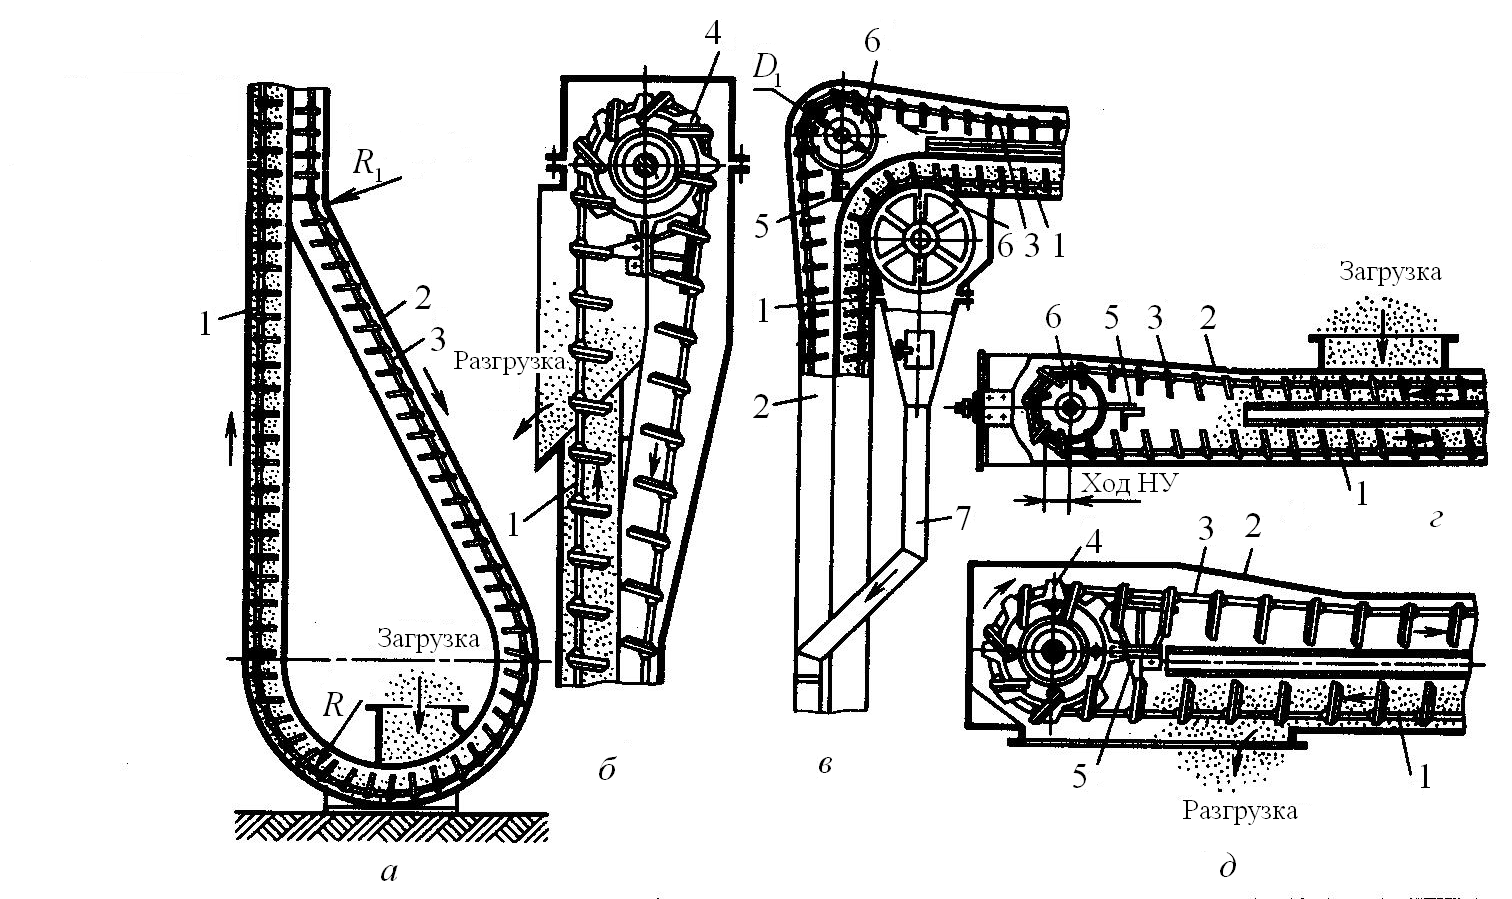 4
6
D₁
R₁
5
6 3 1
Загрузка
1
2
3
1
6 5 3 2
Разгрузка
2
Ход НУ
1
1
7
г
4
3 2
Загрузка
R
5
1
б
в
Разгрузка
а
д